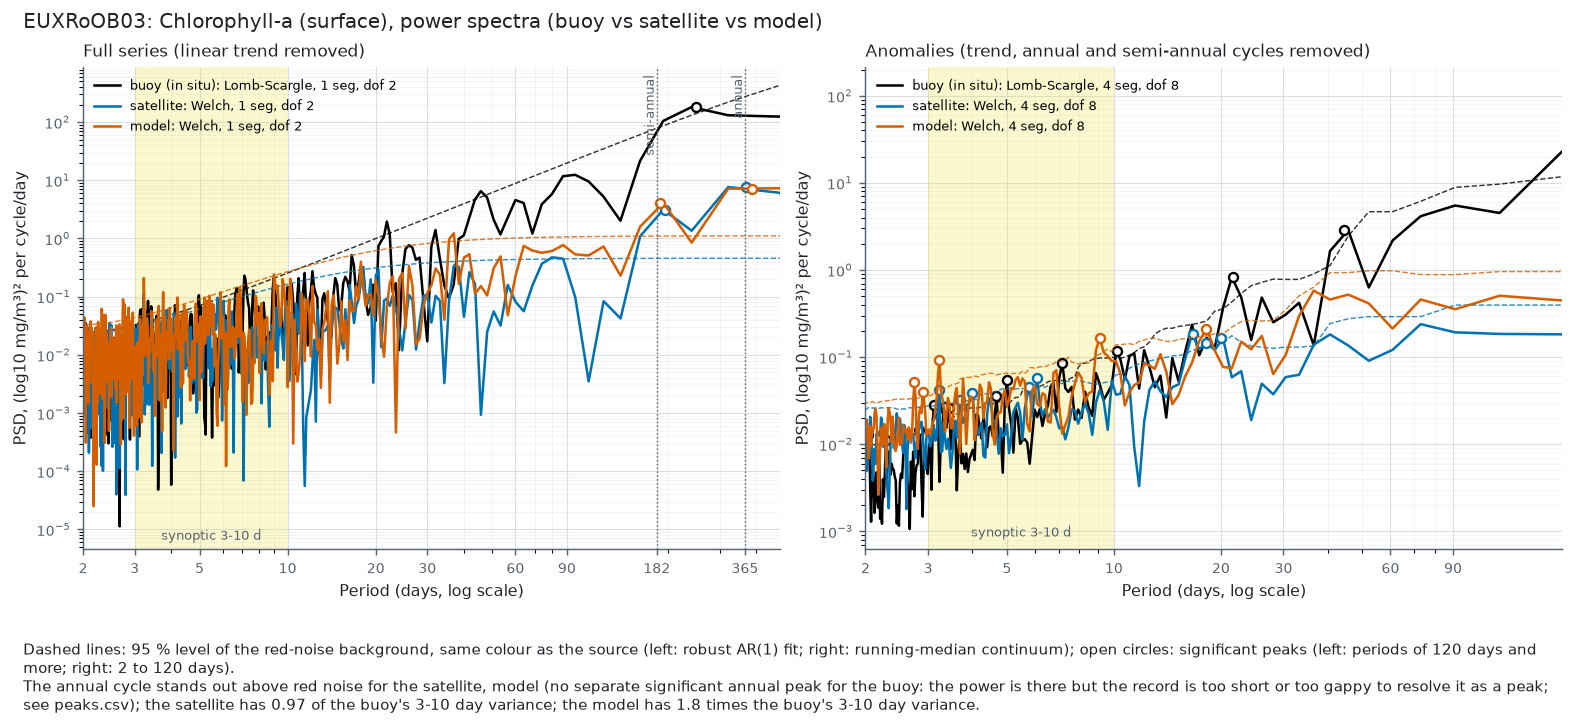 EUXRoOB03: Chlorophyll-a (surface), power spectra (buoy vs satellite vs model)
Full series (linear trend removed)
buoy (in situ): Lomb-Scargle, 1 seg, dof 2
satellite: Welch, 1 seg, dof 2
model: Welch, 1 seg, dof 2
semi-annual
annual
synoptic 3-10 d
PSD, (log10 mg/m³)² per cycle/day
10²
10¹
10⁰
10⁻¹
10⁻²
10⁻³
10⁻⁴
10⁻⁵
2 3 5 10 20 30 60 90 182 365
Period (days, log scale)
Anomalies (trend, annual and semi-annual cycles removed)
buoy (in situ): Lomb-Scargle, 4 seg, dof 8
satellite: Welch, 4 seg, dof 8
model: Welch, 4 seg, dof 8
synoptic 3-10 d
PSD, (log10 mg/m³)² per cycle/day
10²
10¹
10⁰
10⁻¹
10⁻²
10⁻³
2 3 5 10 20 30 60 90
Period (days, log scale)
Dashed lines: 95 % level of the red-noise background, same colour as the source (left: robust AR(1) fit; right: running-median continuum); open circles: significant peaks (left: periods of 120 days and
more; right: 2 to 120 days).
The annual cycle stands out above red noise for the satellite, model (no separate significant annual peak for the buoy: the power is there but the record is too short or too gappy to resolve it as a peak;
see peaks.csv); the satellite has 0.97 of the buoy's 3-10 day variance; the model has 1.8 times the buoy's 3-10 day variance.